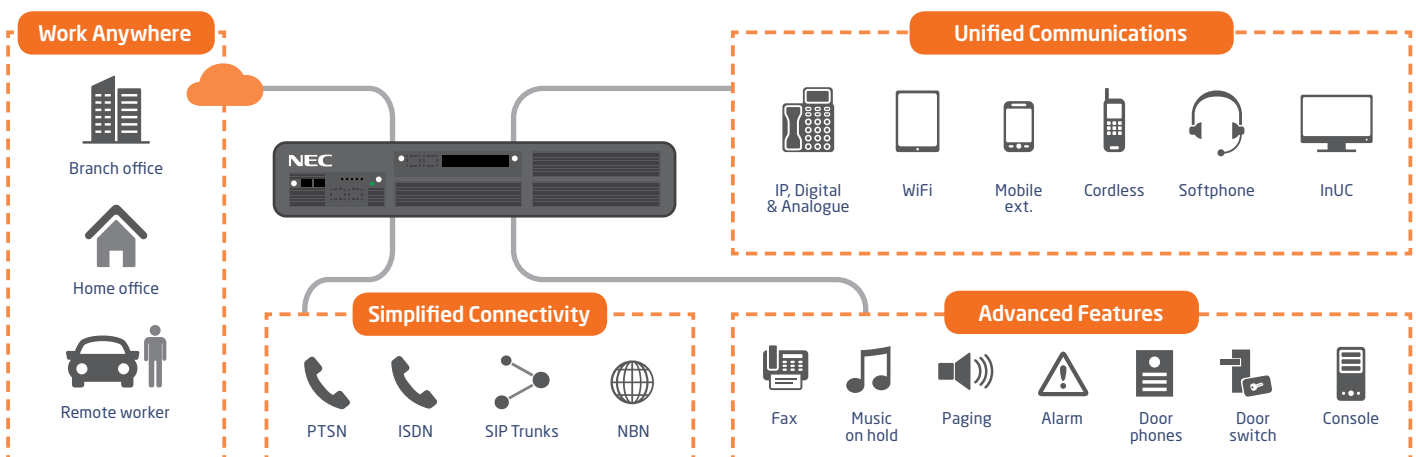 Work Anywhere
Branch office
Home office
Remote worker
NEC
Unified Communications
IP, Digital
& Analogue
WiFi
Mobile
ext.
Cordless
Softphone
InUC
Simplified Connectivity
PTSN
ISDN
SIP Trunks
NBN
Advanced Features
Fax
Music
on hold
Paging
Alarm
Door
phones
Door
switch
Console